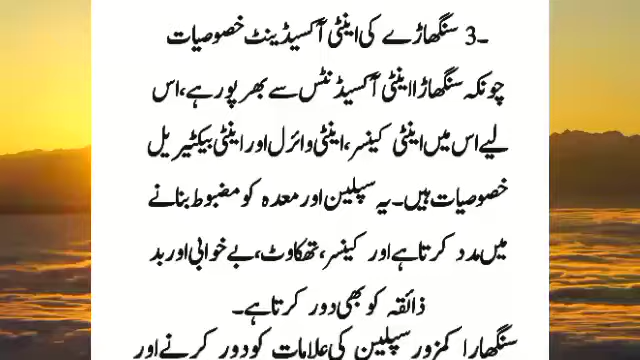 3۔ سنگھاڑے کی اینٹی آکسیڈینٹ خصوصیات
چونکہ سنگھاڑا اینٹی آکسیڈنٹس سے بھرپور ہے، اس
لیے اس میں اینٹی کینسر، اینٹی وائرل اور اینٹی بیکٹیریل
خصوصیات ہیں۔ یہ سپلین اور معدہ کو مضبوط بنانے
میں مدد کرتا ہے اور کینسر، تھکاوٹ، بے خوابی اور بد
ذائقہ کو بھی دور کرتا ہے۔
سنگھارا کمزور سپلین کی علامات کو دور کرنے اور